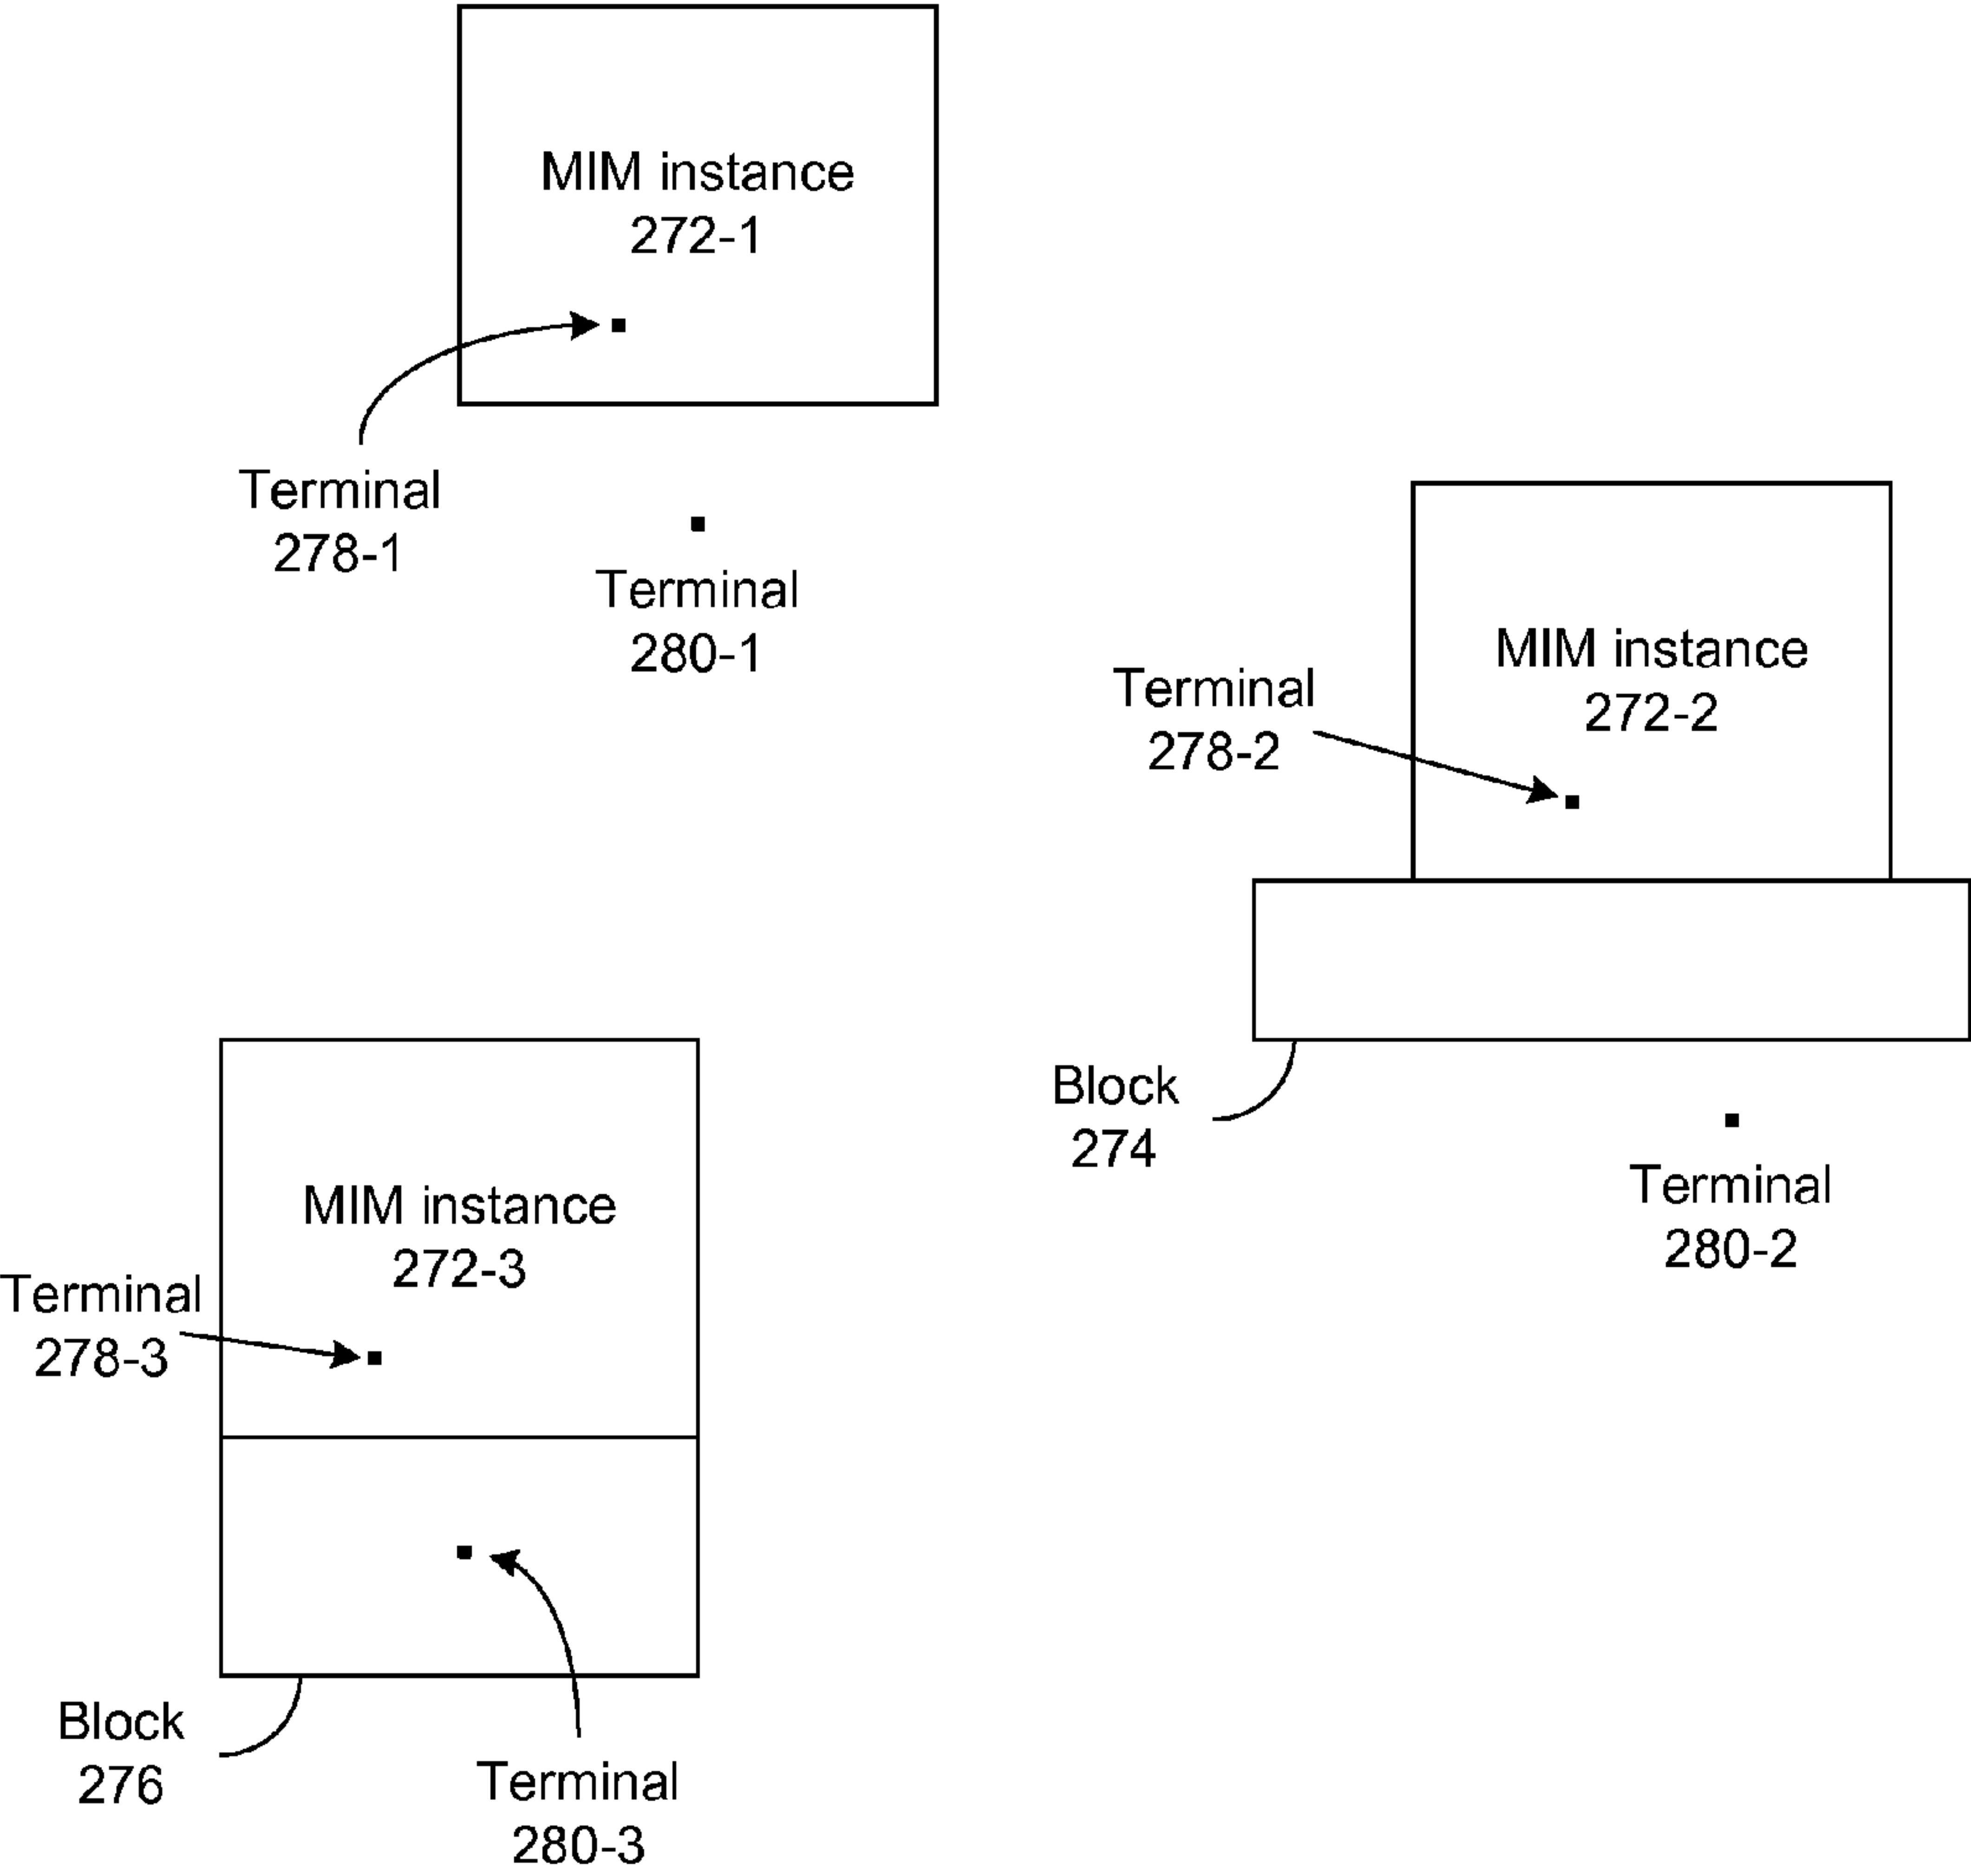 MIM instance
272-1
Terminal
278-1
Terminal
280-1
MIM instance
272-2
Terminal
278-2
Block
274
Terminal
280-2
MIM instance
272-3
Terminal
278-3
Block
276
Terminal
280-3